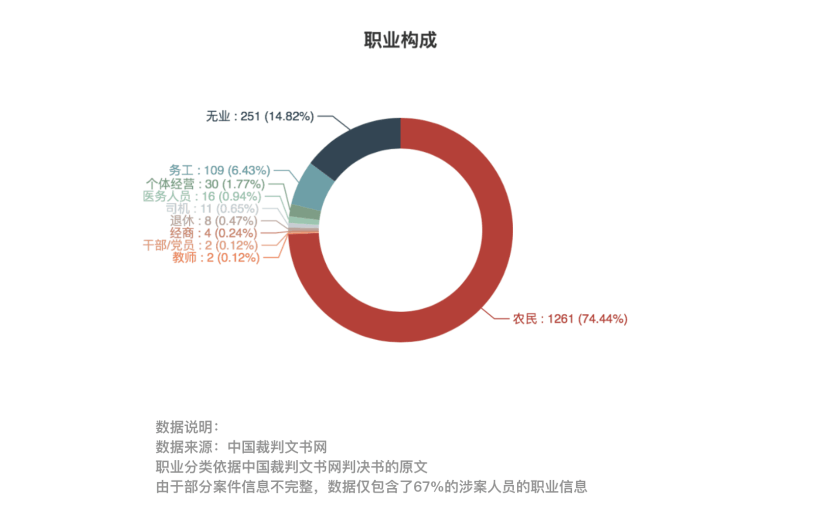 职业构成
无业 : 251 (14.82%)
务工 : 109 (6.43%)
个体经营 : 30 (1.77%)
医务人员 : 16 (0.94%)
司机 : 11 (0.65%)
退休 : 8 (0.47%)
经商 : 4 (0.24%)
干部/党员 : 2 (0.12%)
教师 : 2 (0.12%)
农民 : 1261 (74.44%)
数据说明：
数据来源：中国裁判文书网
职业分类依据中国裁判文书网判决书的原文
由于部分案件信息不完整，数据仅包含了67%的涉案人员的职业信息